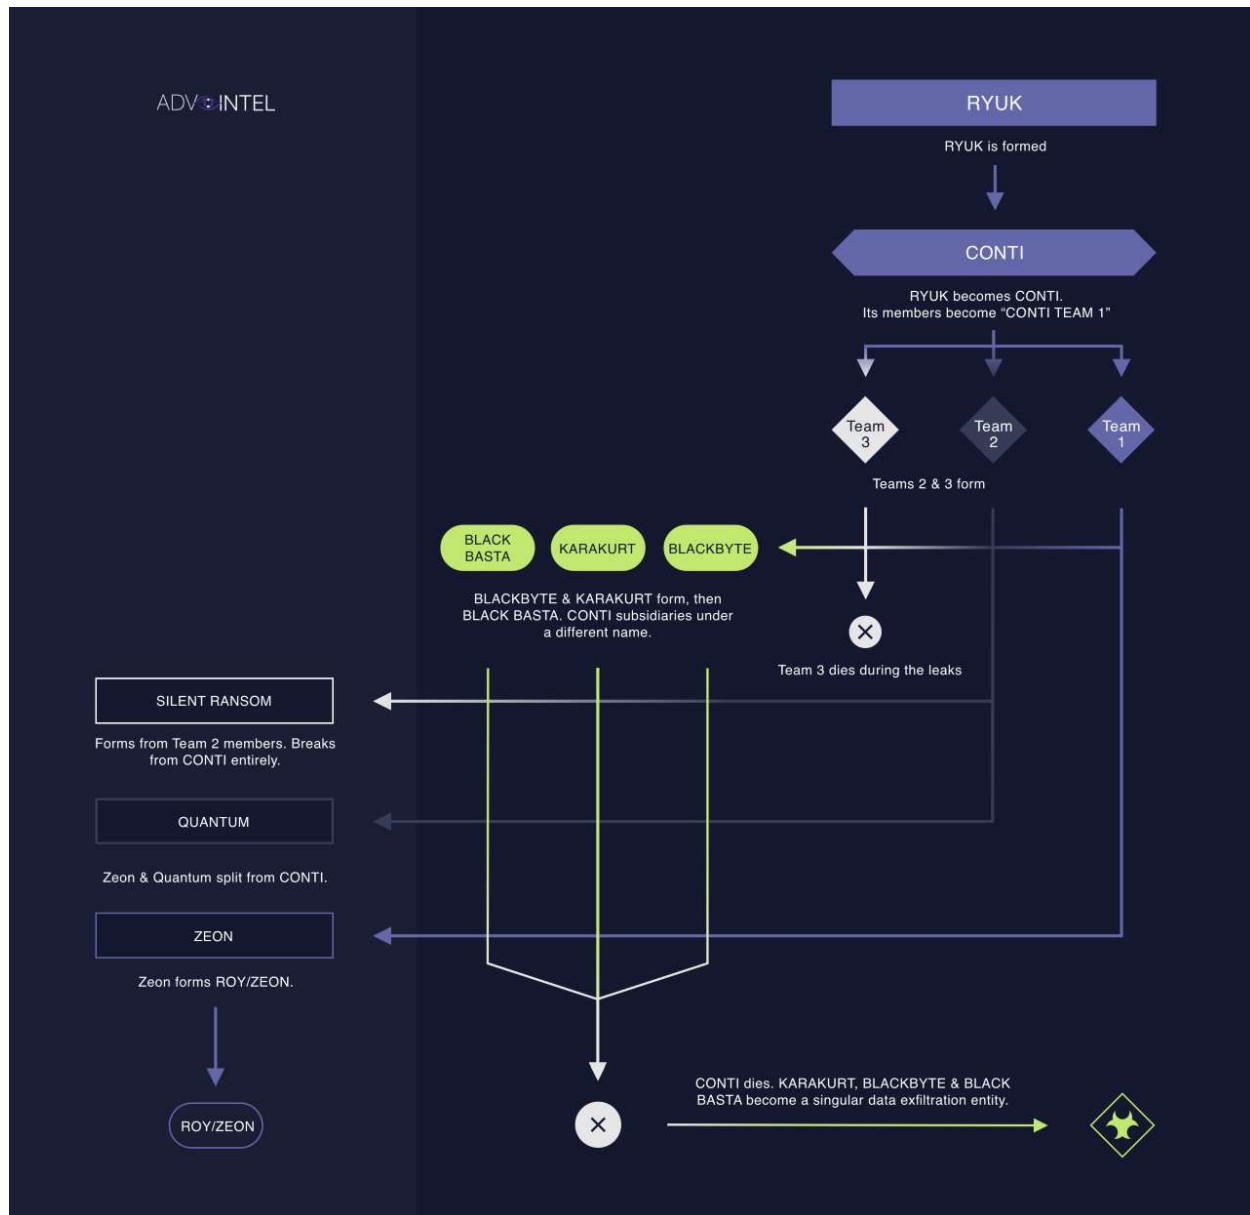 ADVINTEL
RYUK
RYUK is formed
CONTI
RYUK becomes CONTI.
Its members become “CONTI TEAM 1”
Team
3
Team
2
Team
1
Teams 2 & 3 form
BLACK
BASTA
KARAKURT
BLACKBYTE
BLACKBYTE & KARAKURT form, then
BLACK BASTA. CONTI subsidiaries under
a different name.
Team 3 dies during the leaks
SILENT RANSOM
Forms from Team 2 members. Breaks
from CONTI entirely.
QUANTUM
Zeon & Quantum split from CONTI.
ZEON
Zeon forms ROY/ZEON.
ROY/ZEON
CONTI dies. KARAKURT, BLACKBYTE & BLACK
BASTA become a singular data exfiltration entity.